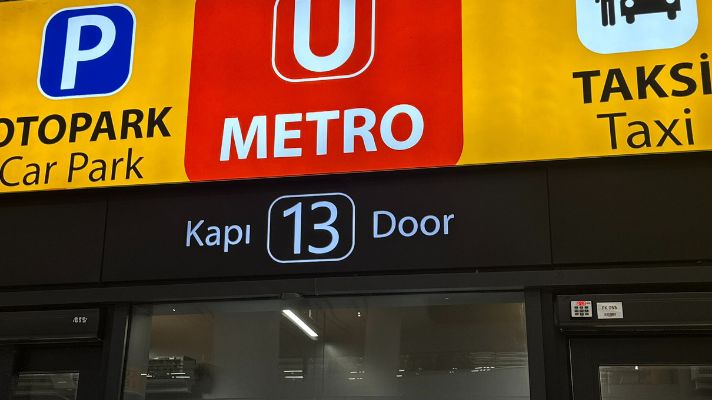 P
OTOPARK
Car Park
U
METRO
TAKSİ
Taxi
Kapı 13 Door